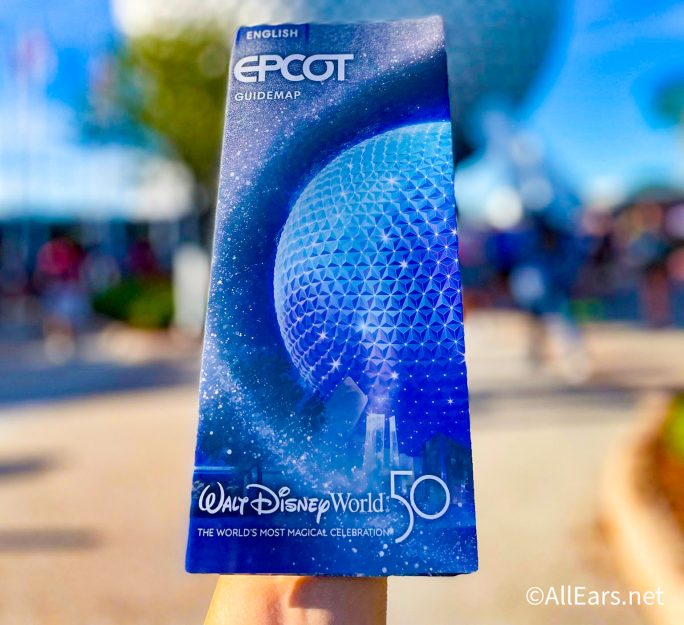 ENGLISH
EPCOT
GUIDEMAP
WALT DISNEY World 50
THE WORLD'S MOST MAGICAL CELEBRATION
©AllEars.net